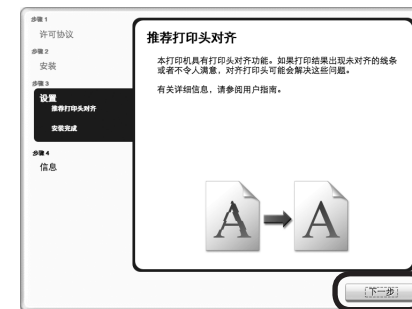 步骤 1
许可协议
步骤 2
安装
步骤 3
设置
推荐打印头对齐
安装完成
步骤 4
信息
推荐打印头对齐
本打印机具有打印头对齐功能。如果打印结果出现未对齐的线条
或者不令人满意，对齐打印头可能会解决这些问题。
有关详细信息，请参阅用户指南。
A
A
下一步